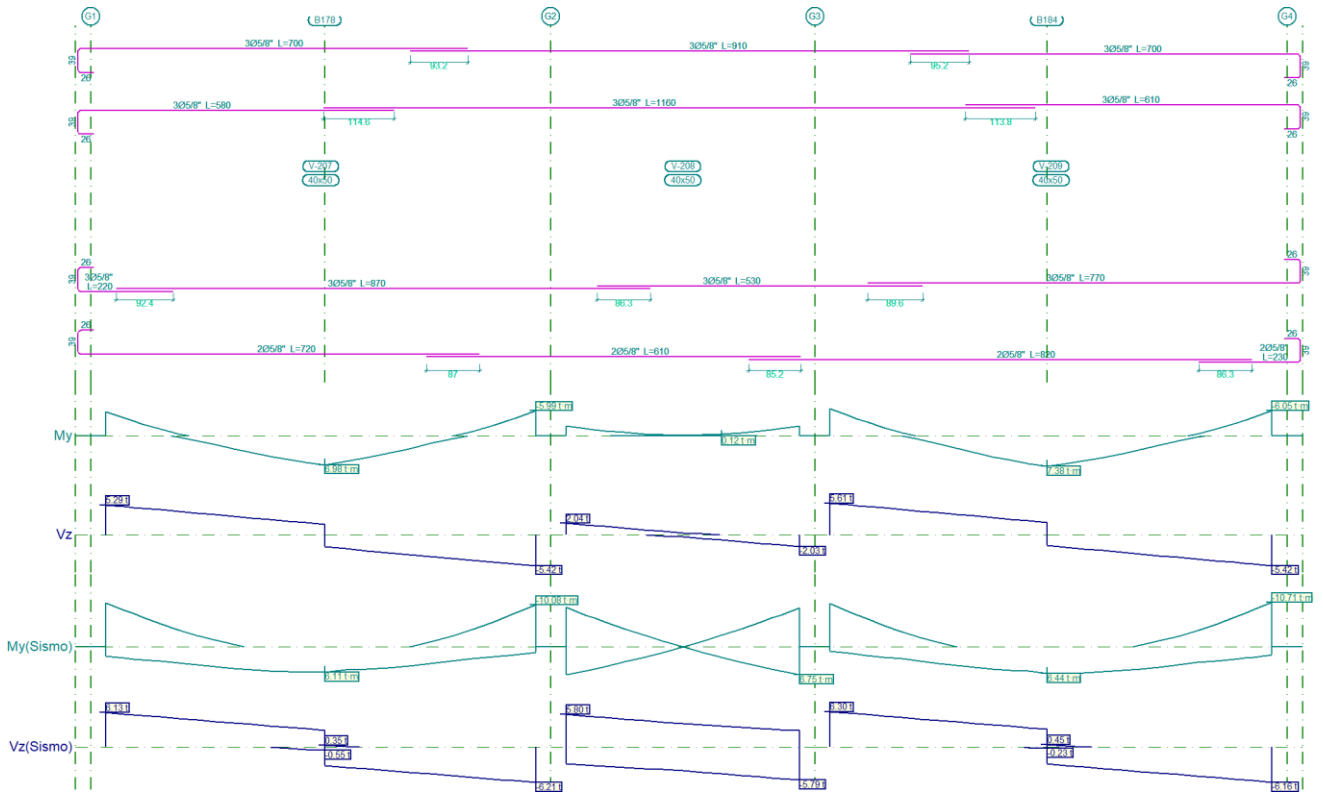 G1 B178 G2 G3 B184 G4
3Ø5/8" L=700 3Ø5/8" L=910 3Ø5/8" L=700
39 26 93.2 95.2 26 39
3Ø5/8" L=580 3Ø5/8" L=1160 3Ø5/8" L=610
39 26 114.6 113.8 26 39
V-207 V-208 V-209
40x50 40x50 40x50
26 26
39 3Ø5/8" L=220 3Ø5/8" L=870 3Ø5/8" L=530 3Ø5/8" L=770 39
92.4 86.3 89.6
26 26
39 2Ø5/8" L=720 2Ø5/8" L=610 2Ø5/8" L=820 2Ø5/8" L=230 39
87 85.2 86.3
-5.99 t·m -6.05 t·m
My 0.12 t·m
6.98 t·m 7.38 t·m
5.29 t 2.04 t 5.61 t
Vz -2.03 t
-5.42 t -5.42 t
-10.08 t·m -10.71 t·m
My(Sismo)
6.11 t·m 6.75 t·m 6.44 t·m
6.13 t 5.80 t 6.30 t
Vz(Sismo) 0.35 t 0.45 t
-0.55 t -0.23 t
-6.21 t -5.79 t -6.16 t